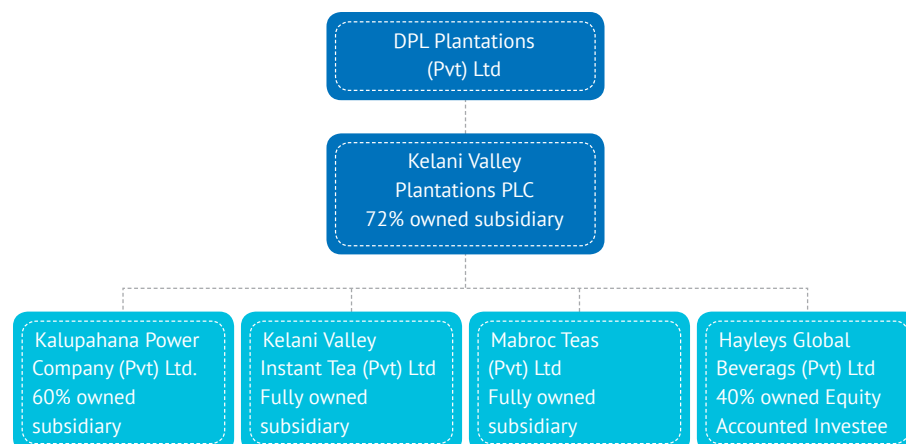 DPL Plantations
(Pvt) Ltd
Kelani Valley
Plantations PLC
72% owned subsidiary
Kalupahana Power
Company (Pvt) Ltd.
60% owned
subsidiary
Kelani Valley
Instant Tea (Pvt) Ltd
Fully owned
subsidiary
Mabroc Teas
(Pvt) Ltd
Fully owned
subsidiary
Hayleys Global
Beverags (Pvt) Ltd
40% owned Equity
Accounted Investee